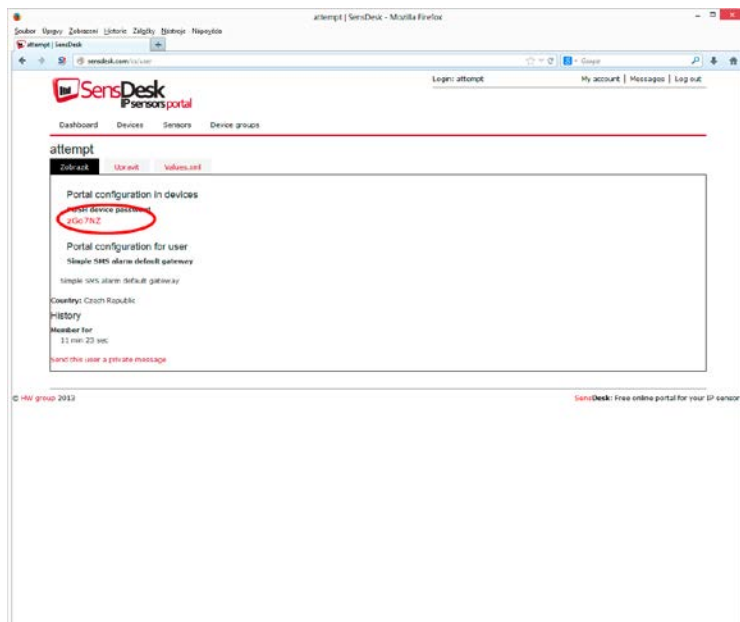 attempt | SensDesk - Mozilla Firefox
Soubor Úpravy Zobrazení Historie Záložky Nástroje Nápověda
attempt | SensDesk
sensdesk.com/cs/user
Google
Login: attempt
My account | Messages | Log out
HW
SensDesk
IP sensors portal
Dashboard Devices Sensors Device groups
attempt
Zobrazit Upravit Values.xml
Portal configuration in devices
device password
zGo7NZ
Portal configuration for user
Simple SMS alarm default gateway
Simple SMS alarm default gateway
Country: Czech Republic
History
Member for
11 min 23 sec
Send this user a private message
© HW group 2013
SensDesk: Free online portal for your IP sensor